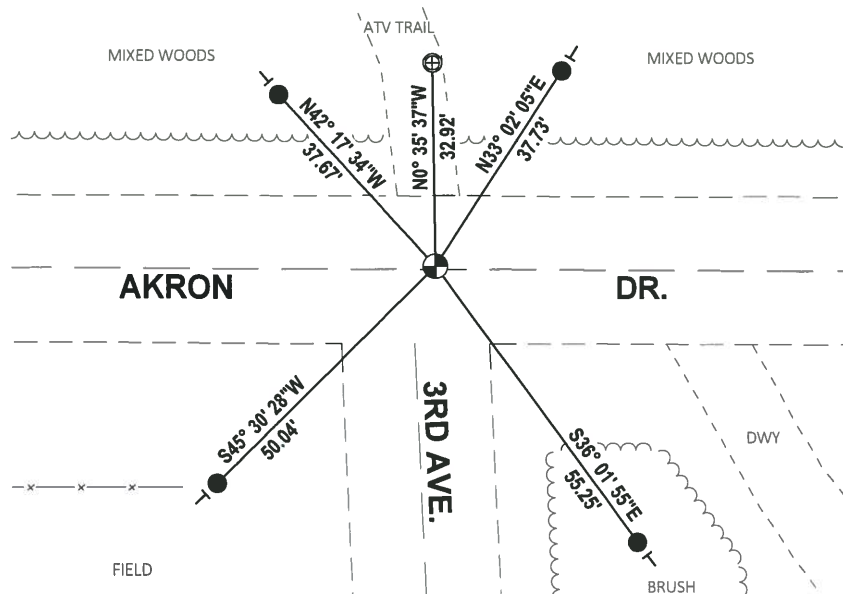 ATV TRAIL
MIXED WOODS
MIXED WOODS
N42° 17' 34"W
37.67'
N0° 35' 37"W
32.92'
N33° 02' 05"E
37.73'
AKRON
DR.
S45° 30' 28"W
50.04'
3RD AVE.
S36° 01' 55"E
55.25'
DWY
FIELD
BRUSH